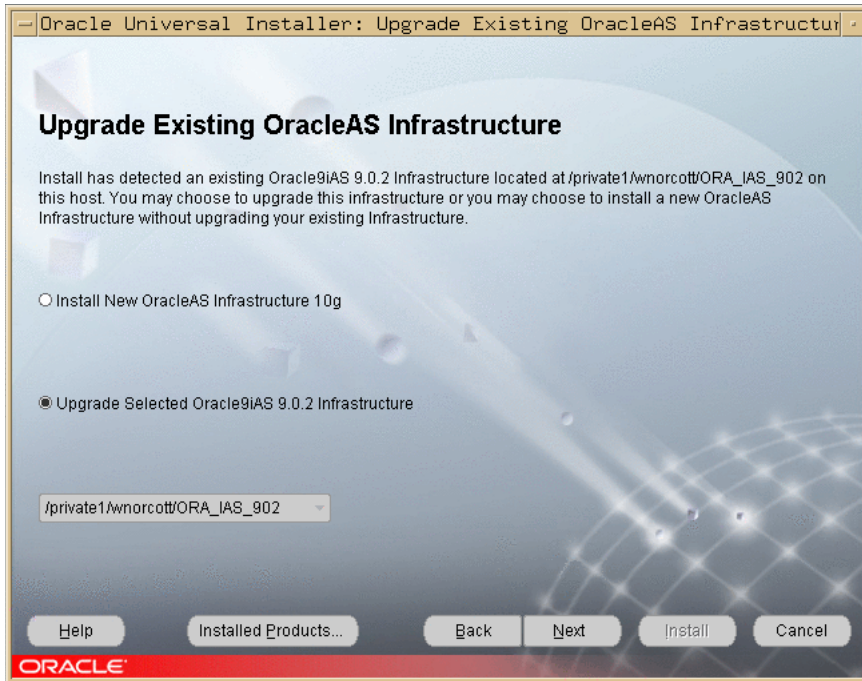 Oracle Universal Installer: Upgrade Existing OracleAS Infrastructur
Upgrade Existing OracleAS Infrastructure
Install has detected an existing Oracle9iAS 9.0.2 Infrastructure located at /private1/wnorcott/ORA_IAS_902 on
this host. You may choose to upgrade this infrastructure or you may choose to install a new OracleAS
Infrastructure without upgrading your existing Infrastructure.
Install New OracleAS Infrastructure 10g
Upgrade Selected Oracle9iAS 9.0.2 Infrastructure
/private1/wnorcott/ORA_IAS_902
Help Installed Products... Back Next Install Cancel
ORACLE